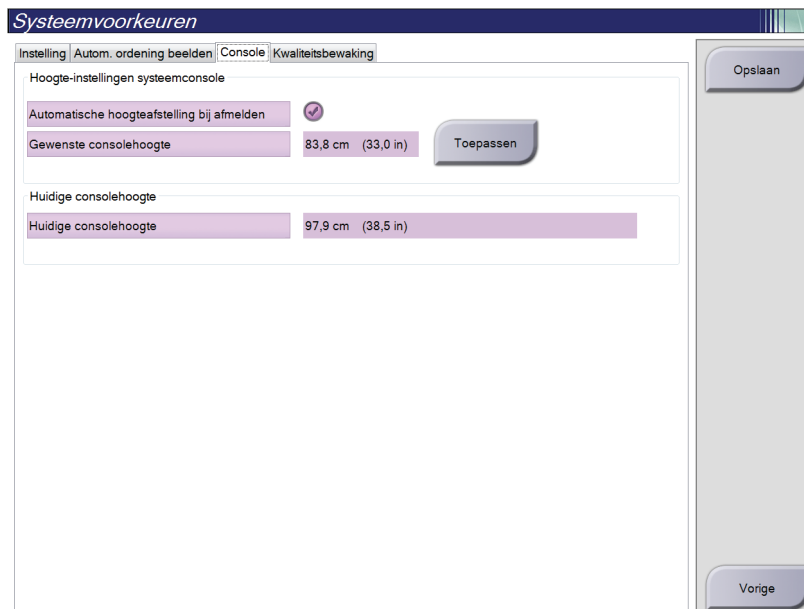 Systeemvoorkeuren
Instelling Autom. ordening beelden Console Kwaliteitsbewaking
Opslaan
Hoogte-instellingen systeemconsole
Automatische hoogteafstelling bij afmelden
Gewenste consolehoogte 83,8 cm (33,0 in) Toepassen
Huidige consolehoogte
Huidige consolehoogte 97,9 cm (38,5 in)
Vorige